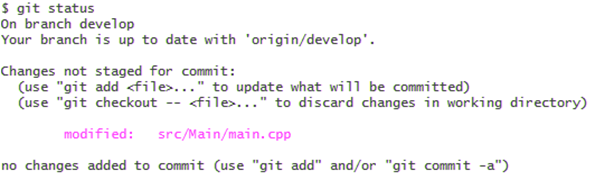 $ git status
On branch develop
Your branch is up to date with 'origin/develop'.
Changes not staged for commit:
(use "git add <file>..." to update what will be committed)
(use "git checkout -- <file>..." to discard changes in working directory)
modified: src/Main/main.cpp
no changes added to commit (use "git add" and/or "git commit -a")